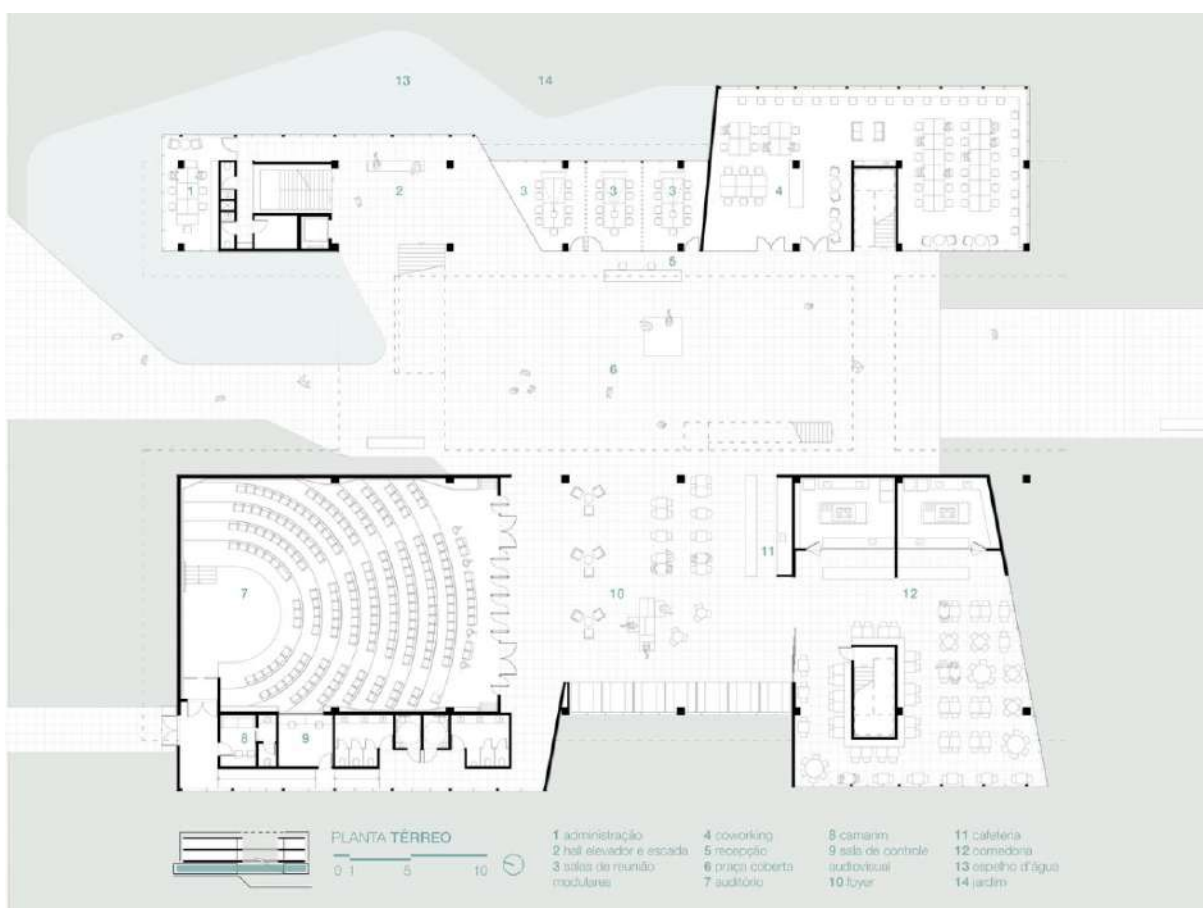 13
14
1
2
3
3
3
4
5
6
7
8
9
10
11
12
PLANTA TÉRREO
0 1 5 10
1 administração
2 hall elevador e escada
3 salas de reunião
modulares
4 coworking
5 recepção
6 praça coberta
7 auditório
8 camarim
9 sala de controle
audiovisual
10 foyer
11 cafeteria
12 comedoria
13 espelho d'água
14 jardim